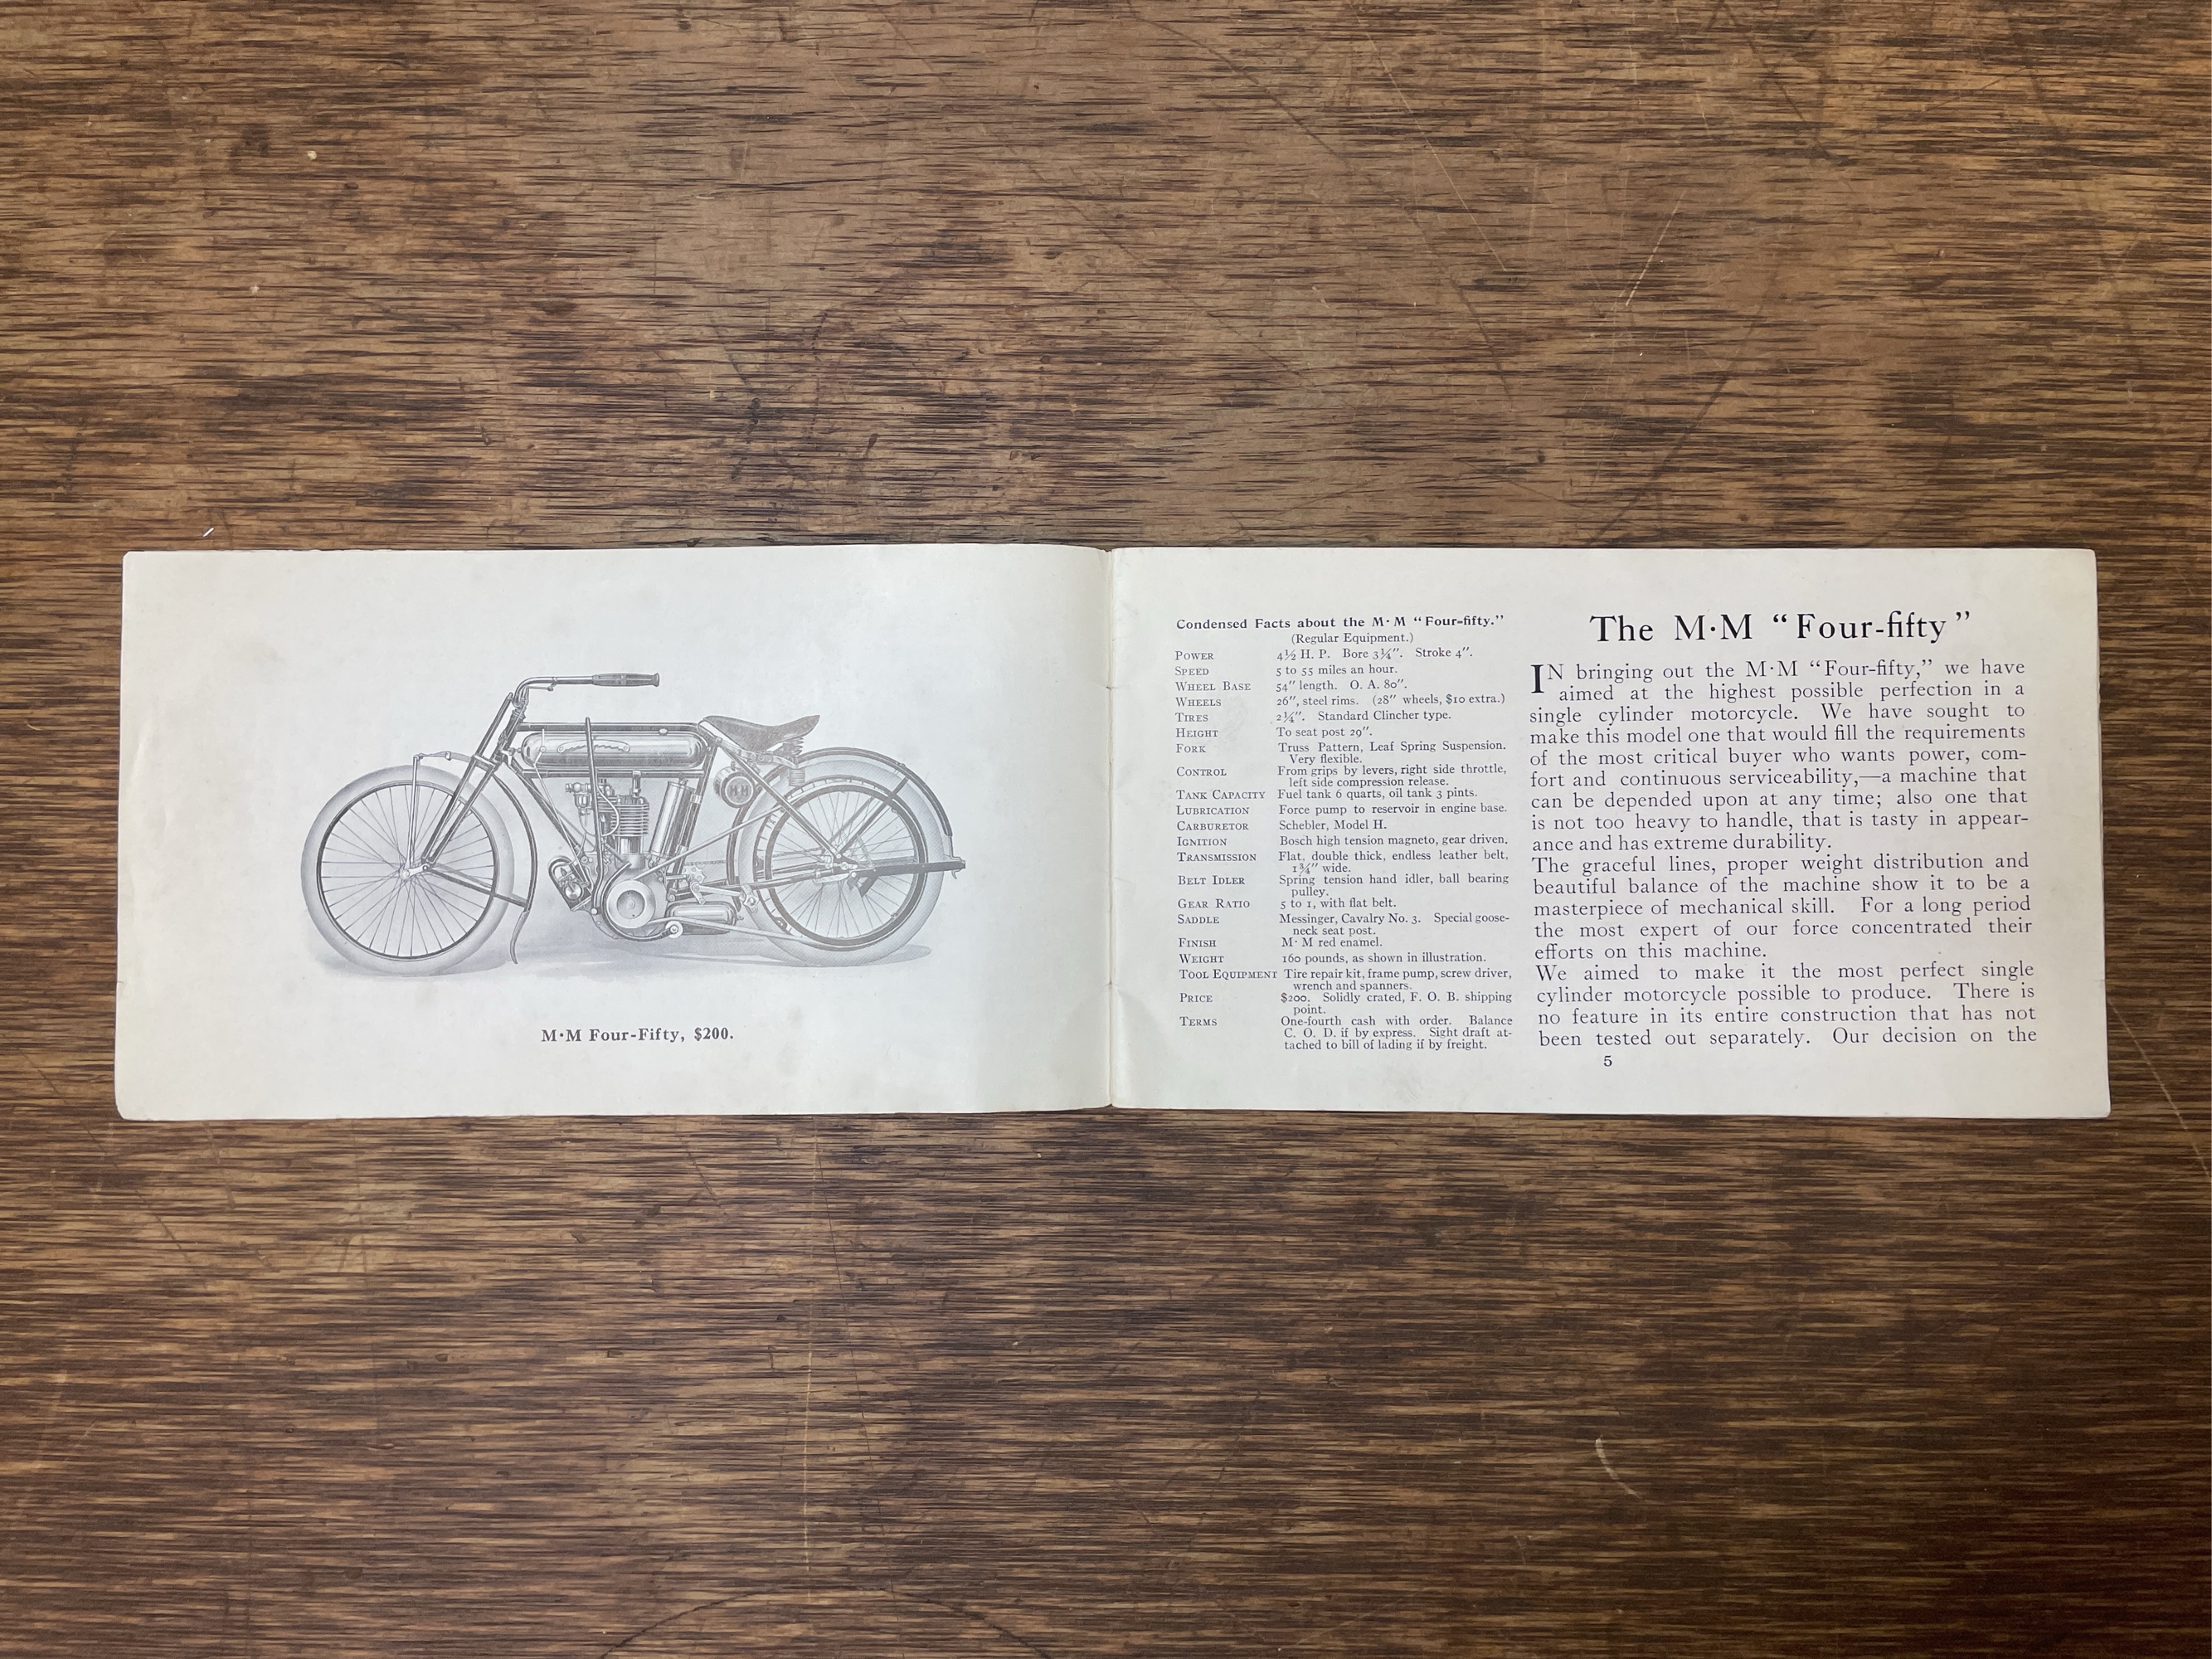 M·M Four-Fifty, $200.
Condensed Facts about the M·M "Four-fifty."
(Regular Equipment.)
POWER 4½ H. P. Bore 3¼". Stroke 4".
SPEED 5 to 55 miles an hour.
WHEEL BASE 54" length. O. A. 80".
WHEELS 26", steel rims. (28" wheels, $10 extra.)
TIRES 2¼". Standard Clincher type.
HEIGHT To seat post 29".
FORK Truss Pattern, Leaf Spring Suspension.
Very flexible.
CONTROL From grips by levers, right side throttle,
left side compression release.
TANK CAPACITY Fuel tank 6 quarts, oil tank 3 pints.
LUBRICATION Force pump to reservoir in engine base.
CARBURETOR Schebler, Model H.
IGNITION Bosch high tension magneto, gear driven.
TRANSMISSION Flat, double thick, endless leather belt,
1¾" wide.
BELT IDLER Spring tension hand idler, ball bearing
pulley.
GEAR RATIO 5 to 1, with flat belt.
SADDLE Messinger, Cavalry No. 3. Special goose-
neck seat post.
FINISH M·M red enamel.
WEIGHT 160 pounds, as shown in illustration.
TOOL EQUIPMENT Tire repair kit, frame pump, screw driver,
wrench and spanners.
PRICE $200. Solidly crated, F. O. B. shipping
point.
TERMS One-fourth cash with order. Balance
C. O. D. if by express. Sight draft at-
tached to bill of lading if by freight.
The M·M "Four-fifty"
IN bringing out the M·M "Four-fifty," we have
aimed at the highest possible perfection in a
single cylinder motorcycle. We have sought to
make this model one that would fill the requirements
of the most critical buyer who wants power, com-
fort and continuous serviceability,—a machine that
can be depended upon at any time; also one that
is not too heavy to handle, that is tasty in appear-
ance and has extreme durability.
The graceful lines, proper weight distribution and
beautiful balance of the machine show it to be a
masterpiece of mechanical skill. For a long period
the most expert of our force concentrated their
efforts on this machine.
We aimed to make it the most perfect single
cylinder motorcycle possible to produce. There is
no feature in its entire construction that has not
been tested out separately. Our decision on the
5